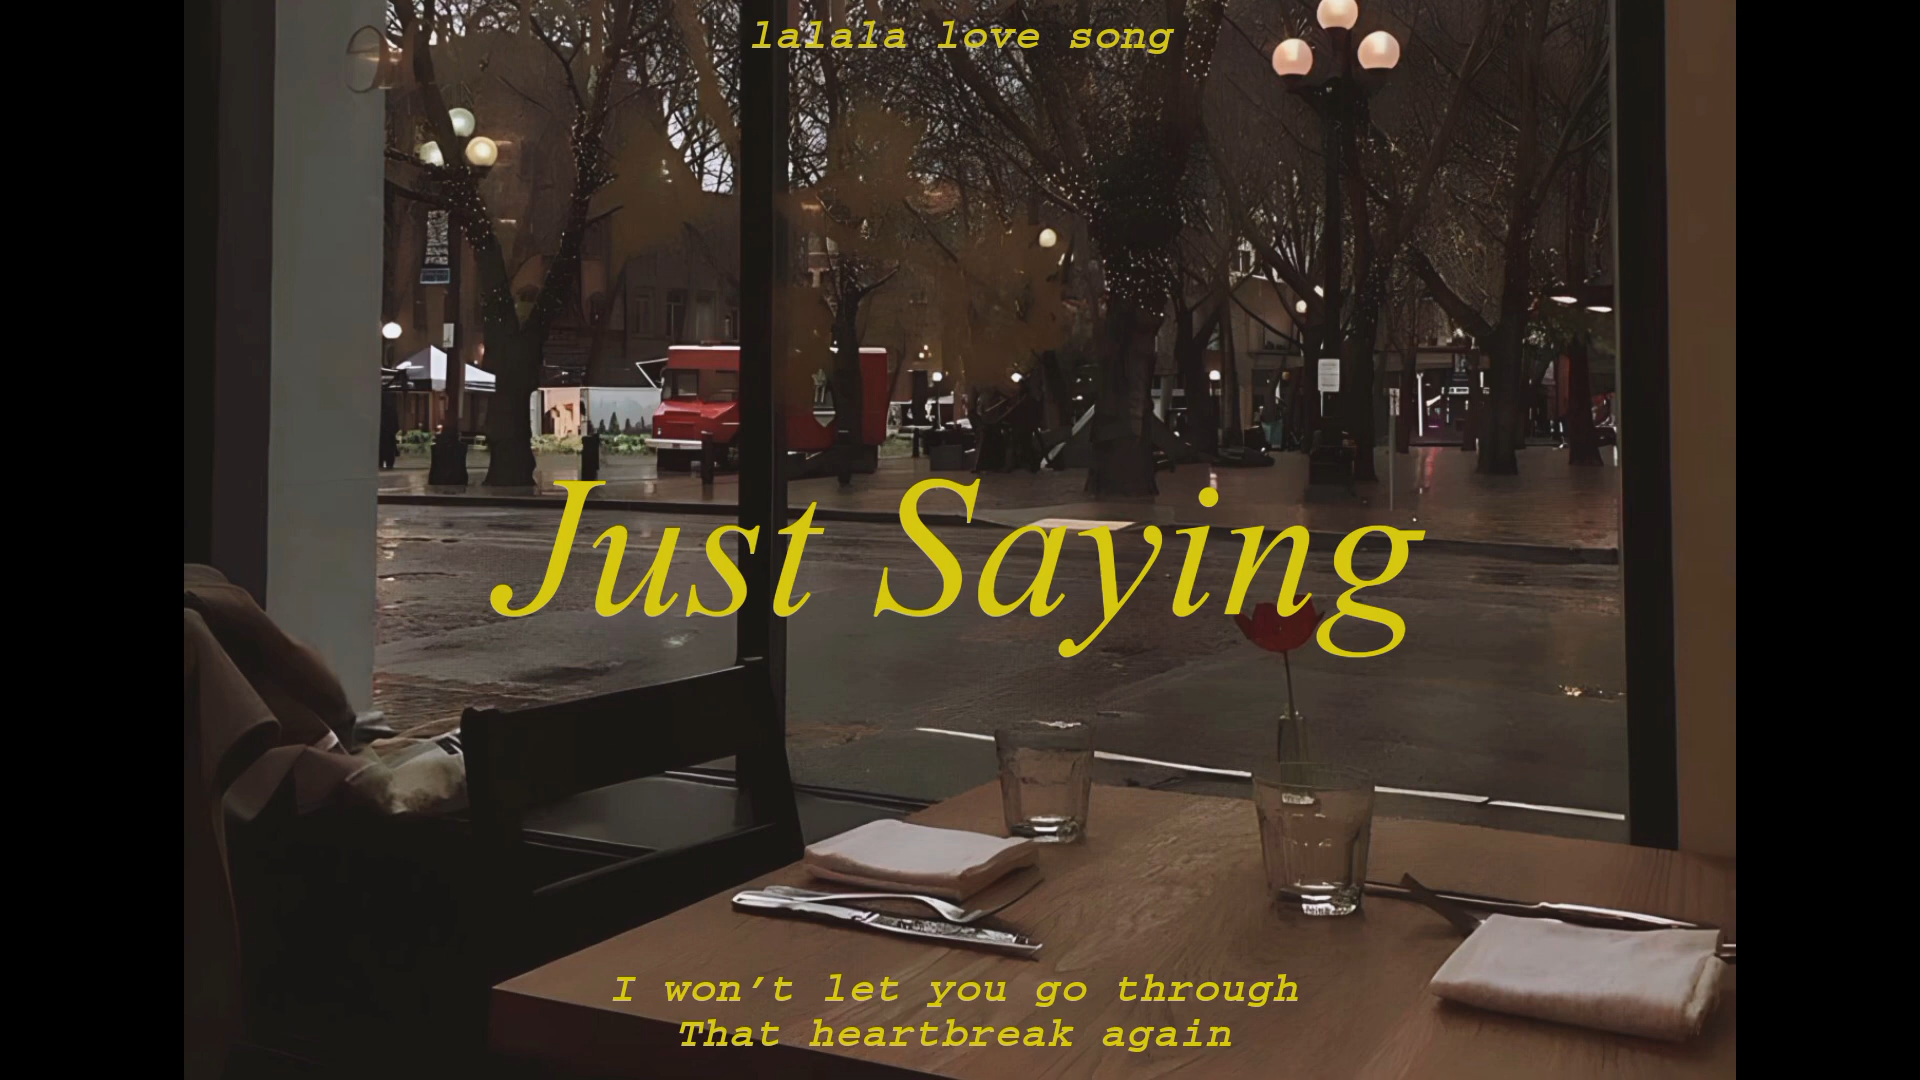 lalala love song
Just Saying
I won’t let you go through
That heartbreak again